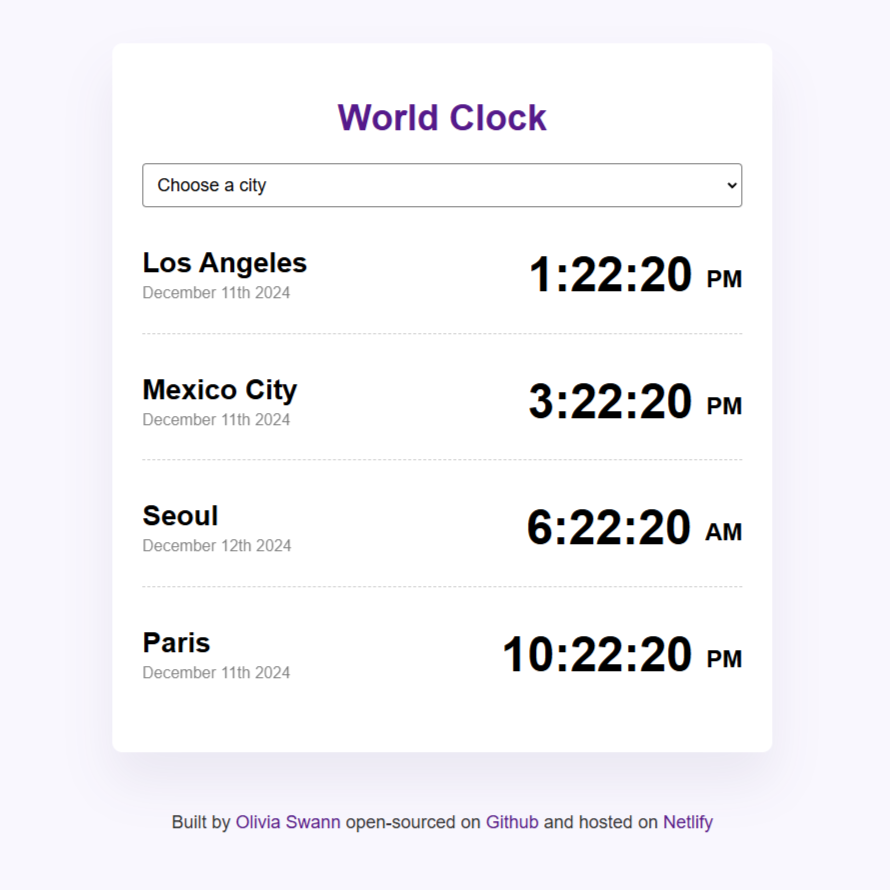 World Clock
Choose a city
Los Angeles
1:22:20 PM
December 11th 2024
Mexico City
3:22:20 PM
December 11th 2024
Seoul
6:22:20 AM
December 12th 2024
Paris
10:22:20 PM
December 11th 2024
Built by Olivia Swann open-sourced on Github and hosted on Netlify